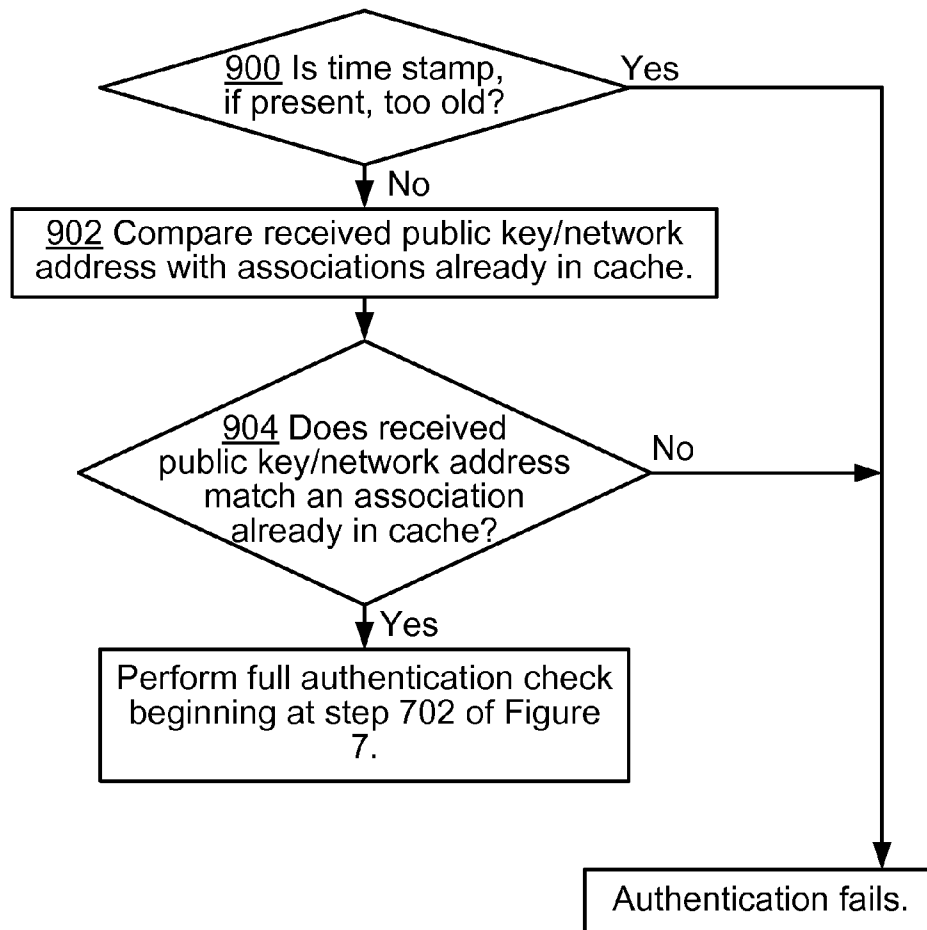 900 Is time stamp,
if present, too old?
Yes
No
902 Compare received public key/network
address with associations already in cache.
904 Does received
public key/network address
match an association
already in cache?
No
Yes
Perform full authentication check
beginning at step 702 of Figure
7.
Authentication fails.